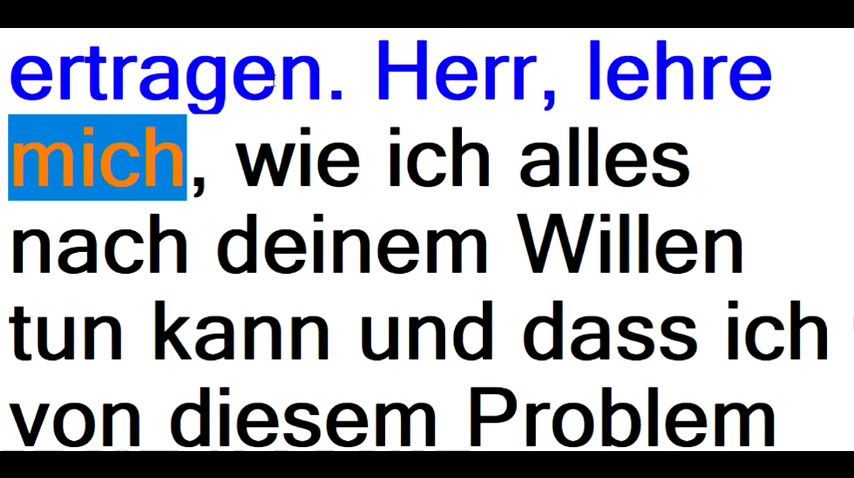 ertragen. Herr, lehre
mich, wie ich alles
nach deinem Willen
tun kann und dass ich
von diesem Problem